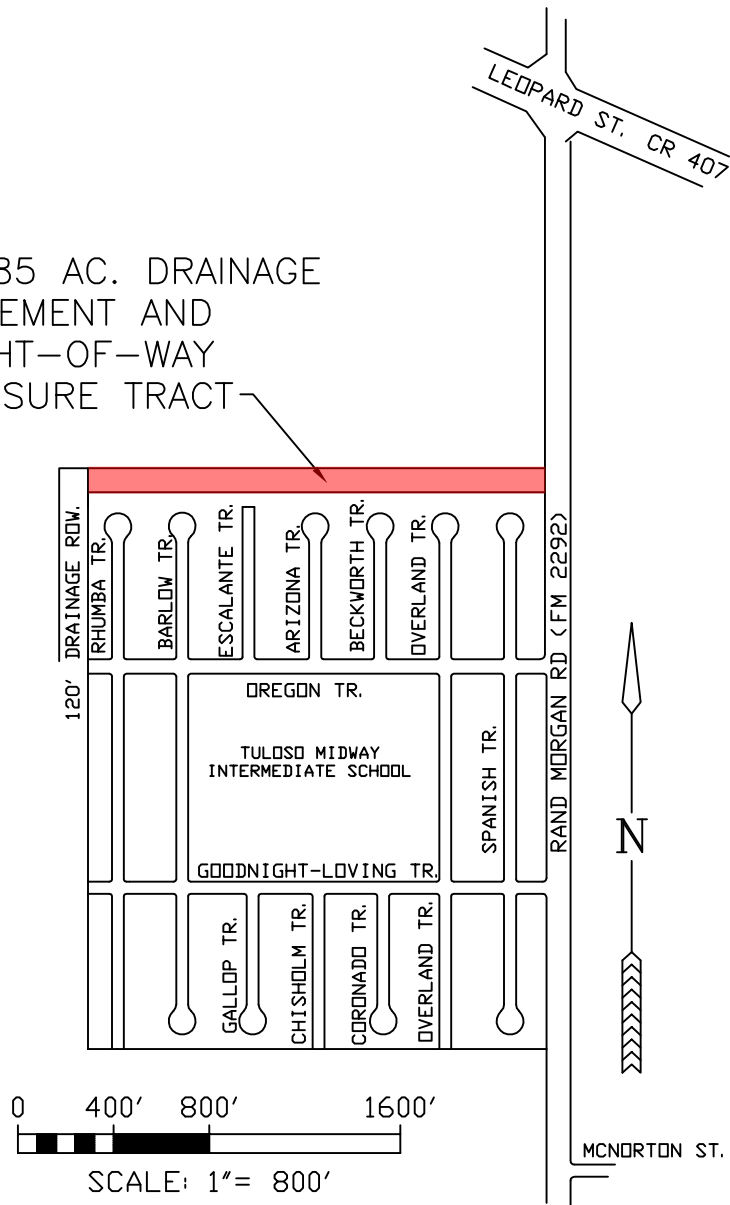 LEOPARD ST. CR 407
85 AC. DRAINAGE
EMENT AND
HT-OF-WAY
SURE TRACT
120' DRAINAGE ROW.
RHUMBA TR.
BARLOW TR.
ESCALANTE TR.
ARIZONA TR.
BECKWORTH TR.
OVERLAND TR.
RAND MORGAN RD (FM 2292)
OREGON TR.
TULOSO MIDWAY
INTERMEDIATE SCHOOL
SPANISH TR.
GOODNIGHT-LOVING TR.
GALLOP TR.
CHISHOLM TR.
CORONADO TR.
OVERLAND TR.
N
0 400' 800' 1600'
SCALE: 1"= 800'
MCNORTON ST.